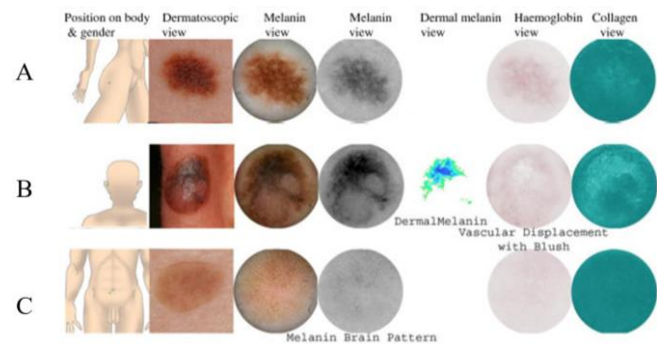 Position on body & gender
Dermatoscopic view
Melanin view
Melanin view
Dermal melanin view
Haemoglobin view
Collagen view
A
B
DermalMelanin
Vascular Displacement with Blush
C
Melanin Brain Pattern